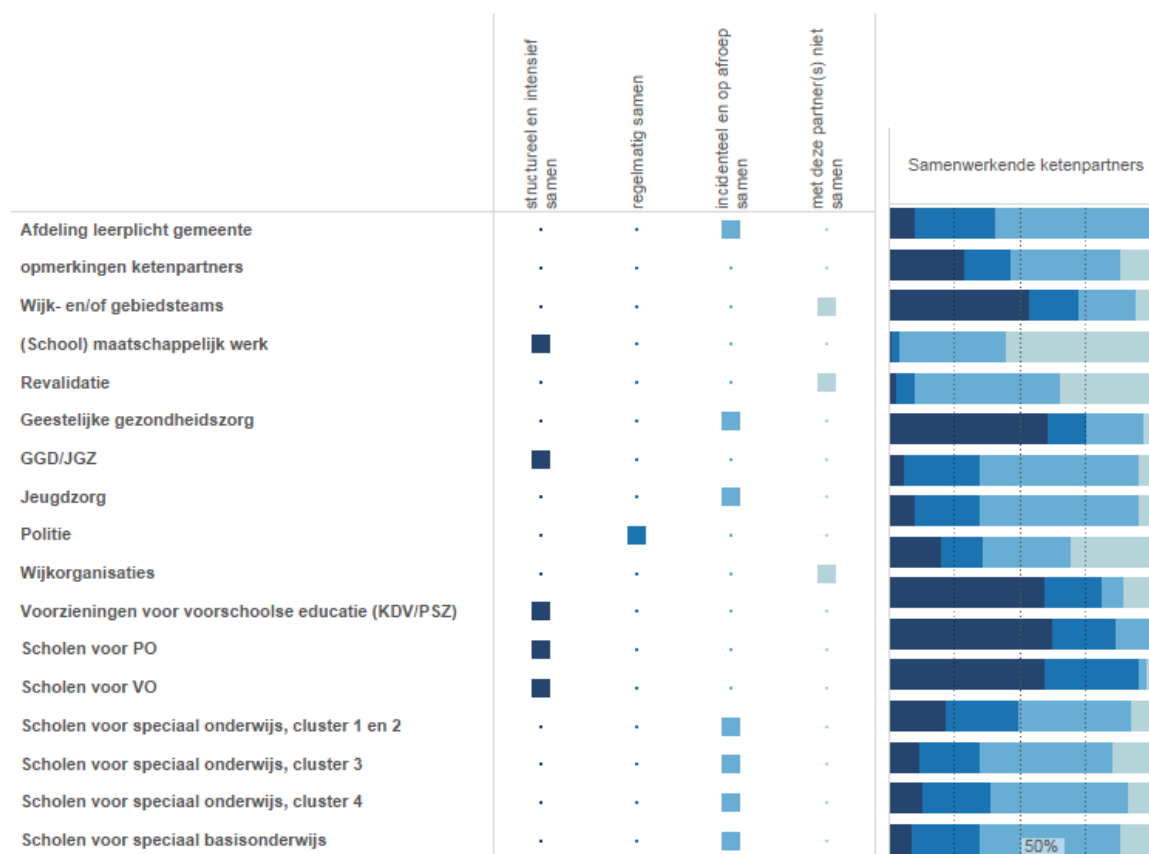 structureel en intensief
samen
regelmatig samen
incidenteel en op afroep
samen
met deze partner(s) niet
samen
Samenwerkende ketenpartners
Afdeling leerplicht gemeente
opmerkingen ketenpartners
Wijk- en/of gebiedsteams
(School) maatschappelijk werk
Revalidatie
Geestelijke gezondheidszorg
GGD/JGZ
Jeugdzorg
Politie
Wijkorganisaties
Voorzieningen voor voorschoolse educatie (KDV/PSZ)
Scholen voor PO
Scholen voor VO
Scholen voor speciaal onderwijs, cluster 1 en 2
Scholen voor speciaal onderwijs, cluster 3
Scholen voor speciaal onderwijs, cluster 4
Scholen voor speciaal basisonderwijs
50%